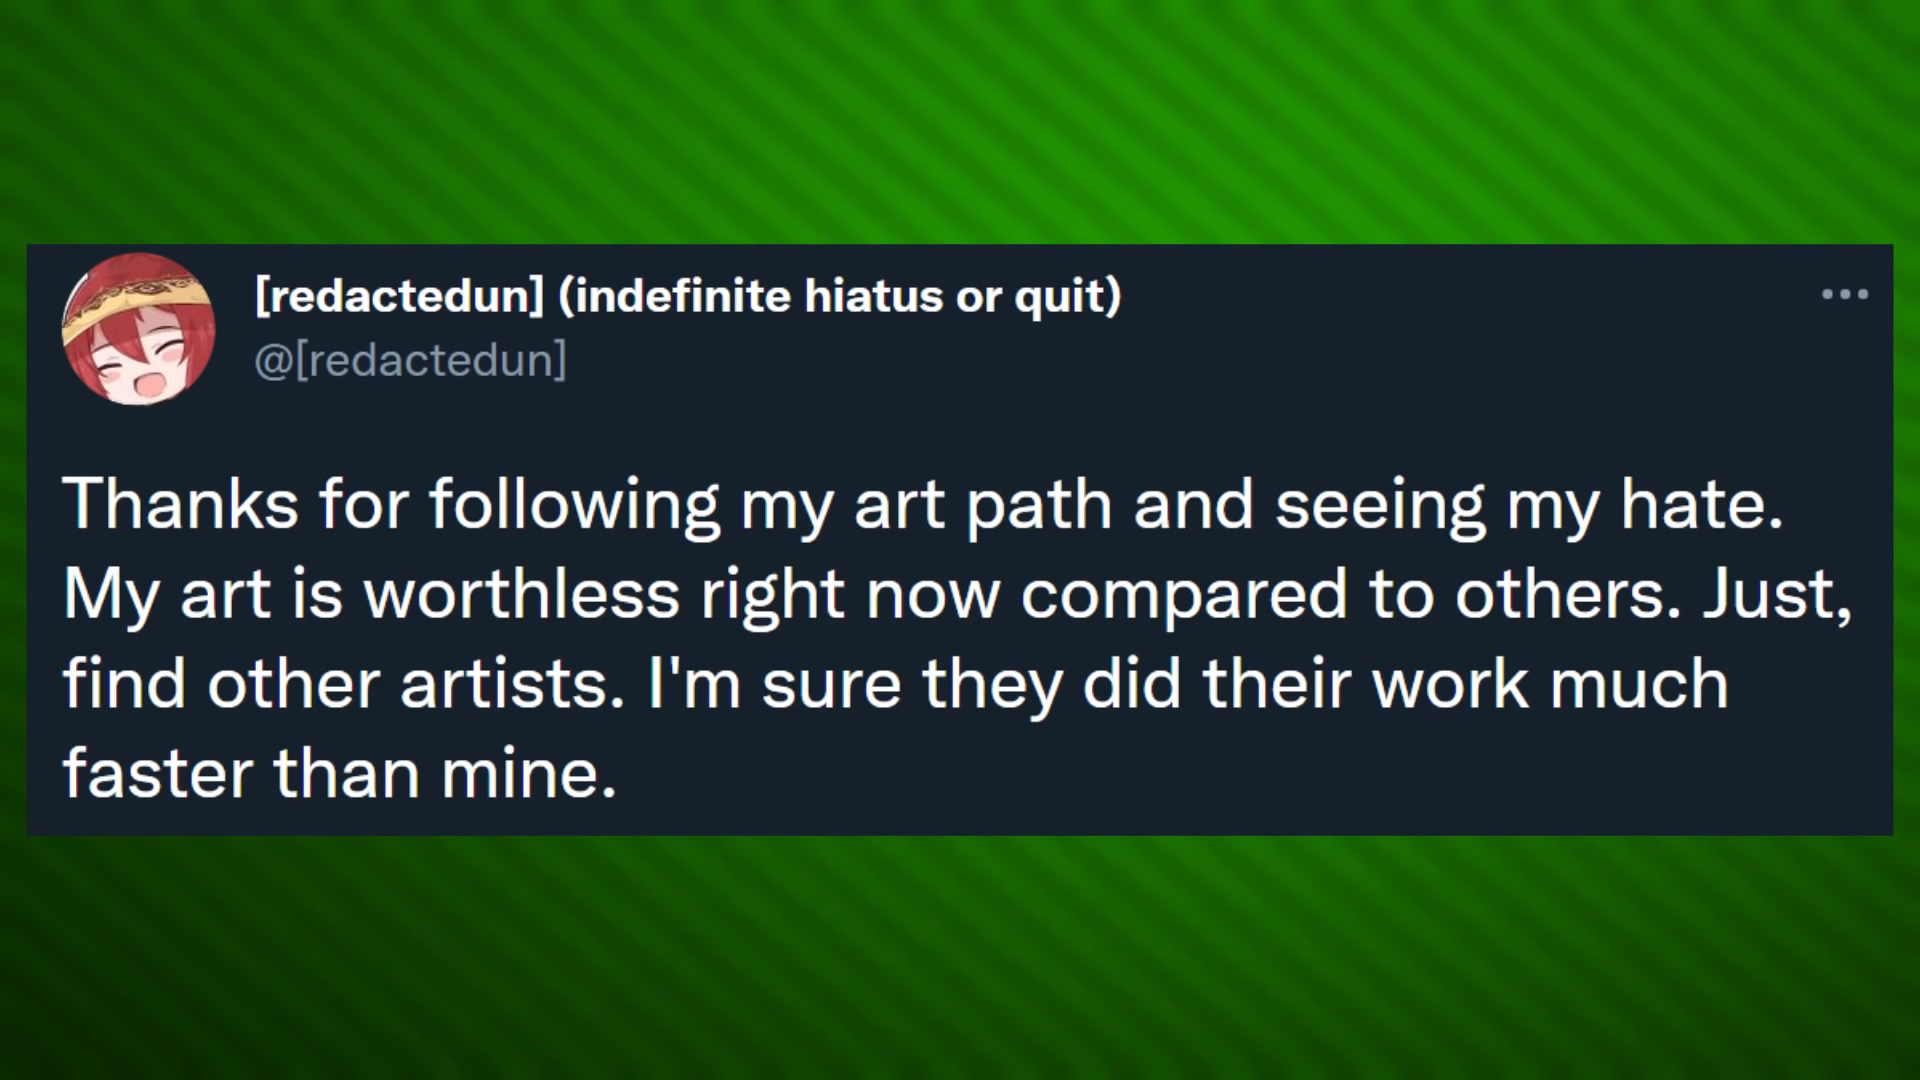 [redactedun] (indefinite hiatus or quit)
@[redactedun]
Thanks for following my art path and seeing my hate.
My art is worthless right now compared to others. Just,
find other artists. I'm sure they did their work much
faster than mine.